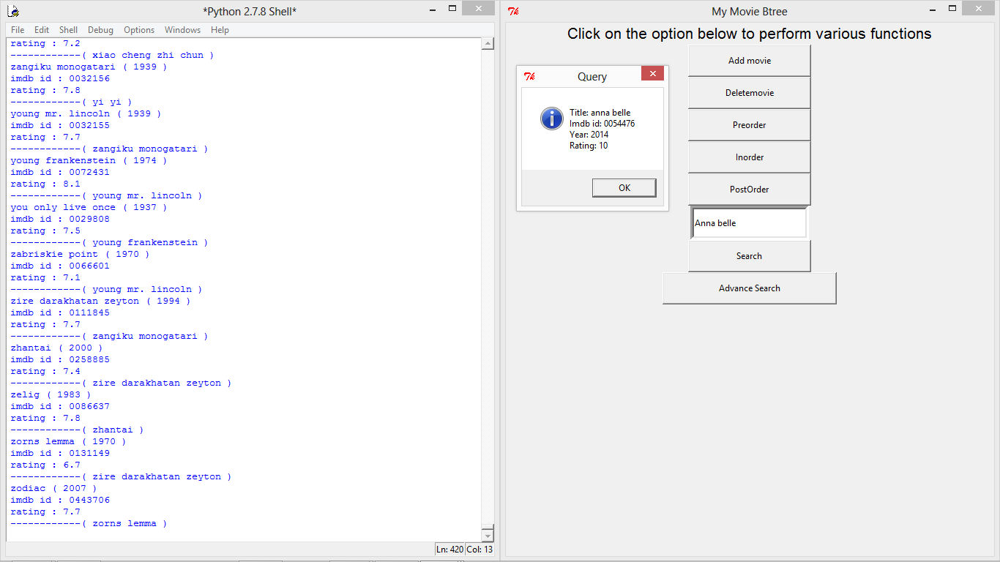 *Python 2.7.8 Shell*
File Edit Shell Debug Options Windows Help
rating : 7.2
------------( xiao cheng zhi chun )
zangiku monogatari ( 1939 )
imdb id : 0032156
rating : 7.8
------------( yi yi )
young mr. lincoln ( 1939 )
imdb id : 0032155
rating : 7.7
------------( zangiku monogatari )
young frankenstein ( 1974 )
imdb id : 0072431
rating : 8.1
------------( young mr. lincoln )
you only live once ( 1937 )
imdb id : 0029808
rating : 7.5
------------( young frankenstein )
zabriskie point ( 1970 )
imdb id : 0066601
rating : 7.1
------------( young mr. lincoln )
zire darakhatan zeyton ( 1994 )
imdb id : 0111845
rating : 7.7
------------( zangiku monogatari )
zhantai ( 2000 )
imdb id : 0258885
rating : 7.4
------------( zire darakhatan zeyton )
zelig ( 1983 )
imdb id : 0086637
rating : 7.8
------------( zhantai )
zorns lemma ( 1970 )
imdb id : 0131149
rating : 6.7
------------( zire darakhatan zeyton )
zodiac ( 2007 )
imdb id : 0443706
rating : 7.7
------------( zorns lemma )
Ln: 420 Col: 13
My Movie Btree
Click on the option below to perform various functions
Add movie
Deletemovie
Preorder
Inorder
PostOrder
Anna belle
Search
Advance Search
Query
Title: anna belle
Imdb id: 0054476
Year: 2014
Rating: 10
OK